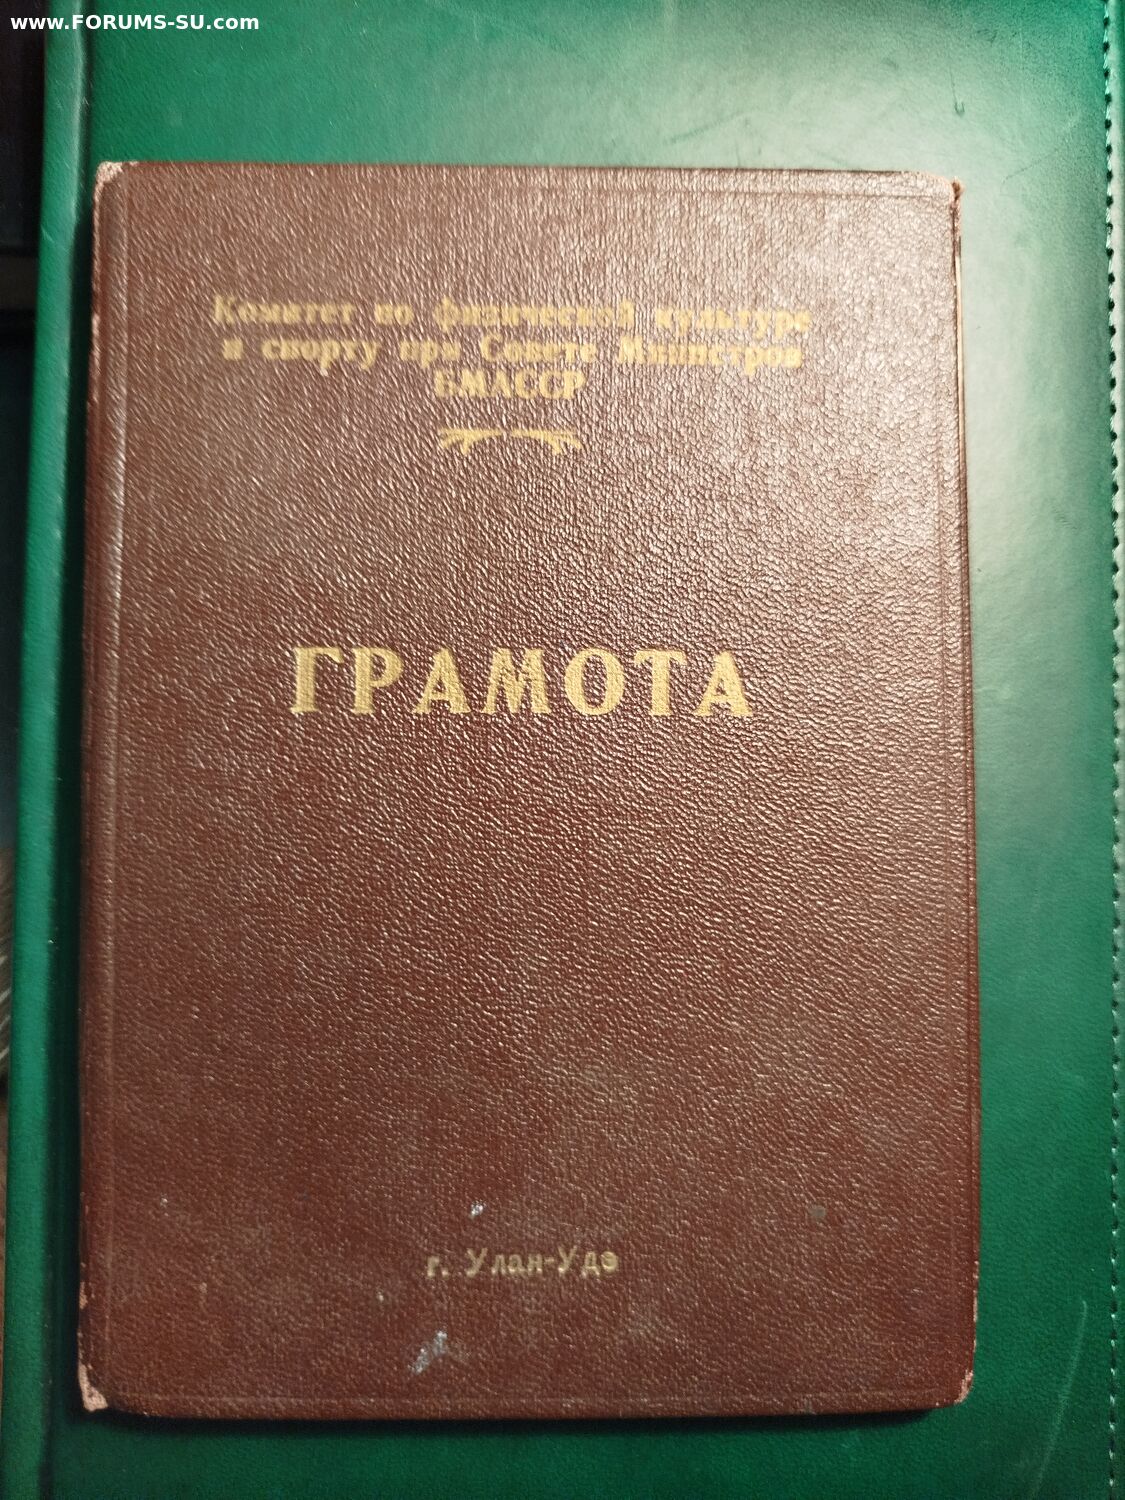 www.FORUMS-SU.com
Комитет по физической культуре
и спорту при Совете Министров
БМАССР
ГРАМОТА
г. Улан-Удэ